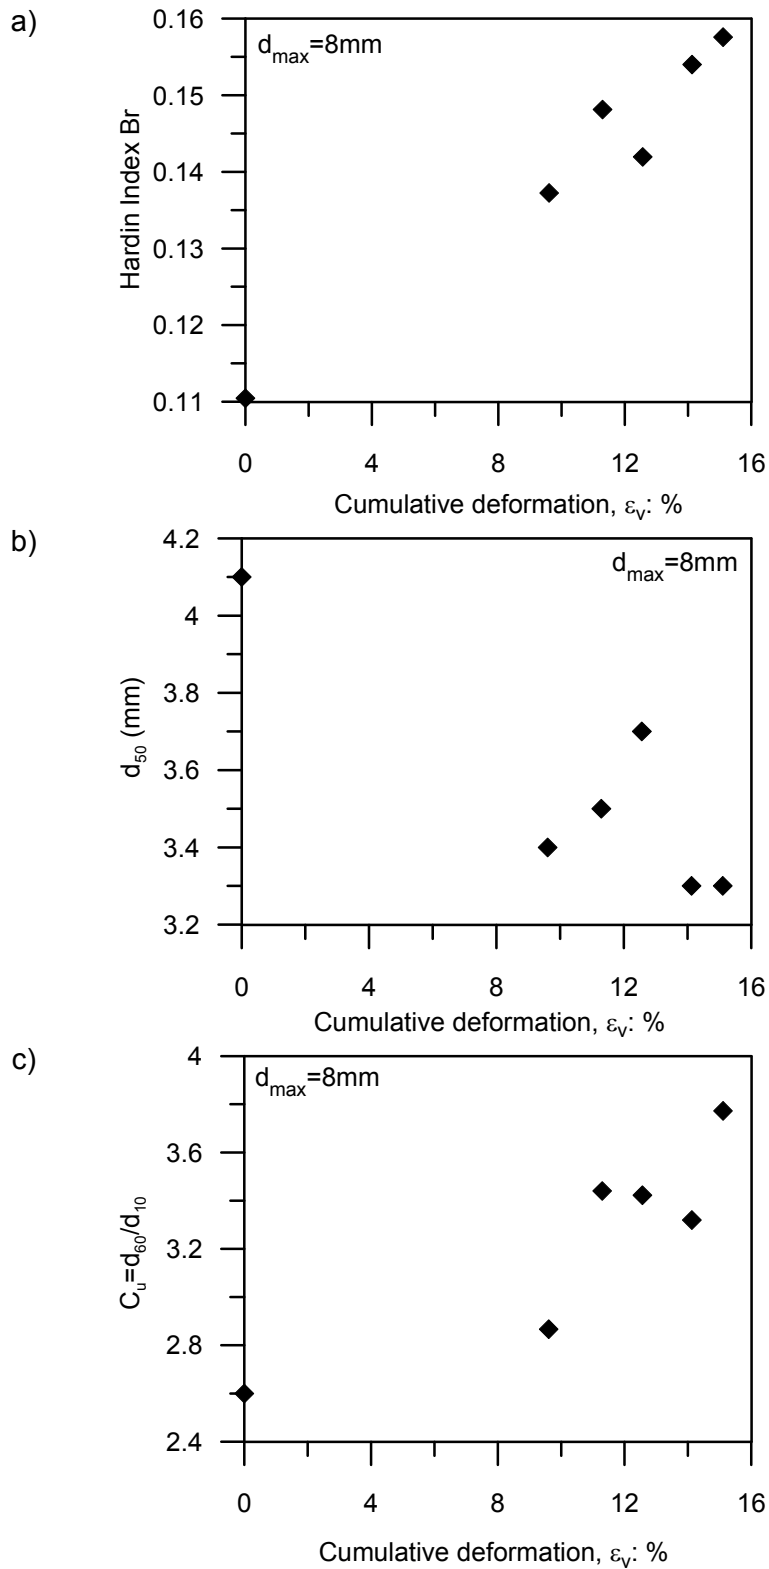 a)
d_max=8mm
0.16
0.15
0.14
0.13
0.12
0.11
Hardin Index Br
0 4 8 12 16
Cumulative deformation, ε_v: %
b)
d_max=8mm
4.2
4
3.8
3.6
3.4
3.2
d_50 (mm)
0 4 8 12 16
Cumulative deformation, ε_v: %
c)
d_max=8mm
4
3.6
3.2
2.8
2.4
C_u=d_60/d_10
0 4 8 12 16
Cumulative deformation, ε_v: %